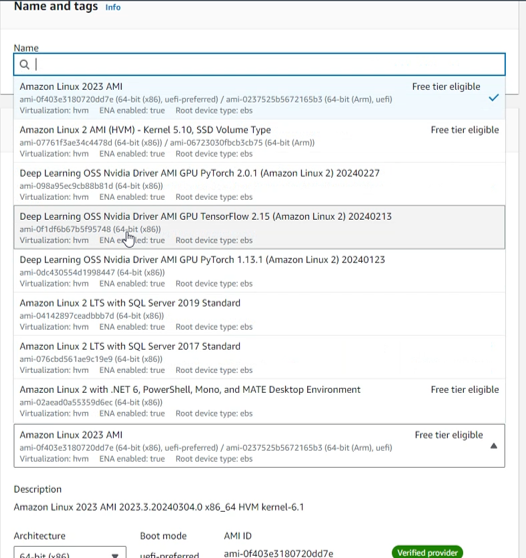 Name and tags Info
Name
Amazon Linux 2023 AMI Free tier eligible
ami-0f403e3180720dd7e (64-bit (x86), uefi-preferred) / ami-0237525b5672165b3 (64-bit (Arm), uefi)
Virtualization: hvm ENA enabled: true Root device type: ebs
Amazon Linux 2 AMI (HVM) - Kernel 5.10, SSD Volume Type Free tier eligible
ami-07761f3ae34c4478d (64-bit (x86)) / ami-06723030fbcb3cb75 (64-bit (Arm))
Virtualization: hvm ENA enabled: true Root device type: ebs
Deep Learning OSS Nvidia Driver AMI GPU PyTorch 2.0.1 (Amazon Linux 2) 20240227
ami-098a95ec9cb88b81d (64-bit (x86))
Virtualization: hvm ENA enabled: true Root device type: ebs
Deep Learning OSS Nvidia Driver AMI GPU TensorFlow 2.15 (Amazon Linux 2) 20240213
ami-0f1df6b67b5f95748 (64-bit (x86))
Virtualization: hvm ENA enabled: true Root device type: ebs
Deep Learning OSS Nvidia Driver AMI GPU PyTorch 1.13.1 (Amazon Linux 2) 20240123
ami-0dc430554d1998447 (64-bit (x86))
Virtualization: hvm ENA enabled: true Root device type: ebs
Amazon Linux 2 LTS with SQL Server 2019 Standard
ami-04142897ceadbbb7d (64-bit (x86))
Virtualization: hvm ENA enabled: true Root device type: ebs
Amazon Linux 2 LTS with SQL Server 2017 Standard
ami-076cbd561ae9c19e9 (64-bit (x86))
Virtualization: hvm ENA enabled: true Root device type: ebs
Amazon Linux 2 with .NET 6, PowerShell, Mono, and MATE Desktop Environment Free tier eligible
ami-02aead0a55359d6ec (64-bit (x86))
Virtualization: hvm ENA enabled: true Root device type: ebs
Amazon Linux 2023 AMI Free tier eligible
ami-0f403e3180720dd7e (64-bit (x86), uefi-preferred) / ami-0237525b5672165b3 (64-bit (Arm), uefi)
Virtualization: hvm ENA enabled: true Root device type: ebs
Description
Amazon Linux 2023 AMI 2023.3.20240304.0 x86_64 HVM kernel-6.1
Architecture Boot mode AMI ID
64-bit (x86) uefi-preferred ami-0f403e3180720dd7e Verified provider